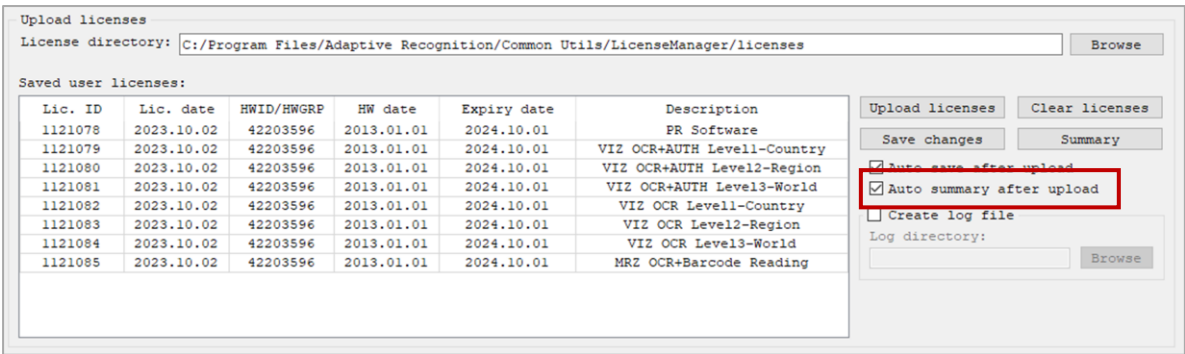 Upload licenses
License directory: C:/Program Files/Adaptive Recognition/Common Utils/LicenseManager/licenses Browse
Saved user licenses:
Lic. ID Lic. date HWID/HWGRP HW date Expiry date Description
1121078 2023.10.02 42203596 2013.01.01 2024.10.01 PR Software
1121079 2023.10.02 42203596 2013.01.01 2024.10.01 VIZ OCR+AUTH Level1-Country
1121080 2023.10.02 42203596 2013.01.01 2024.10.01 VIZ OCR+AUTH Level2-Region
1121081 2023.10.02 42203596 2013.01.01 2024.10.01 VIZ OCR+AUTH Level3-World
1121082 2023.10.02 42203596 2013.01.01 2024.10.01 VIZ OCR Level1-Country
1121083 2023.10.02 42203596 2013.01.01 2024.10.01 VIZ OCR Level2-Region
1121084 2023.10.02 42203596 2013.01.01 2024.10.01 VIZ OCR Level3-World
1121085 2023.10.02 42203596 2013.01.01 2024.10.01 MRZ OCR+Barcode Reading
Upload licenses Clear licenses
Save changes Summary
Auto save after upload
Auto summary after upload
Create log file
Log directory:
Browse